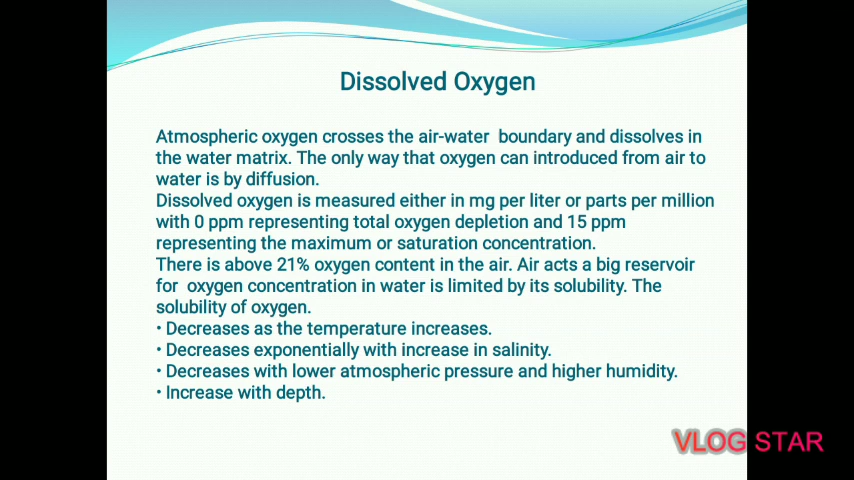 Dissolved Oxygen
Atmospheric oxygen crosses the air-water boundary and dissolves in
the water matrix. The only way that oxygen can introduced from air to
water is by diffusion.
Dissolved oxygen is measured either in mg per liter or parts per million
with 0 ppm representing total oxygen depletion and 15 ppm
representing the maximum or saturation concentration.
There is above 21% oxygen content in the air. Air acts a big reservoir
for oxygen concentration in water is limited by its solubility. The
solubility of oxygen.
• Decreases as the temperature increases.
• Decreases exponentially with increase in salinity.
• Decreases with lower atmospheric pressure and higher humidity.
• Increase with depth.
VLOG STAR